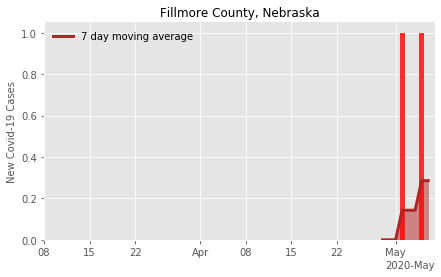 Fillmore County, Nebraska
7 day moving average
New Covid-19 Cases
1.0
0.8
0.6
0.4
0.2
0.0
08 15 22 Apr 08 15 22 May
2020-May